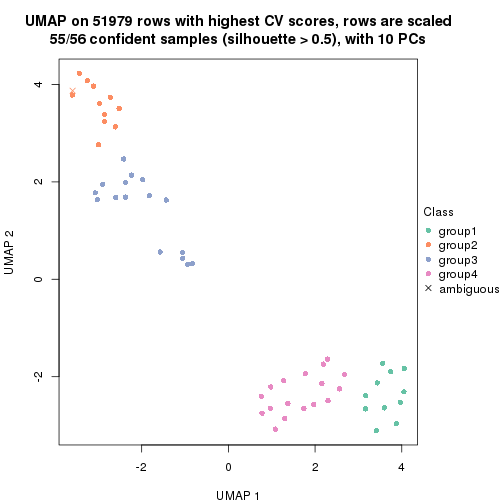 UMAP on 51979 rows with highest CV scores, rows are scaled
55/56 confident samples (silhouette > 0.5), with 10 PCs
4
2
0
-2
UMAP 2
-2
0
2
4
UMAP 1
Class
group1
group2
group3
group4
ambiguous